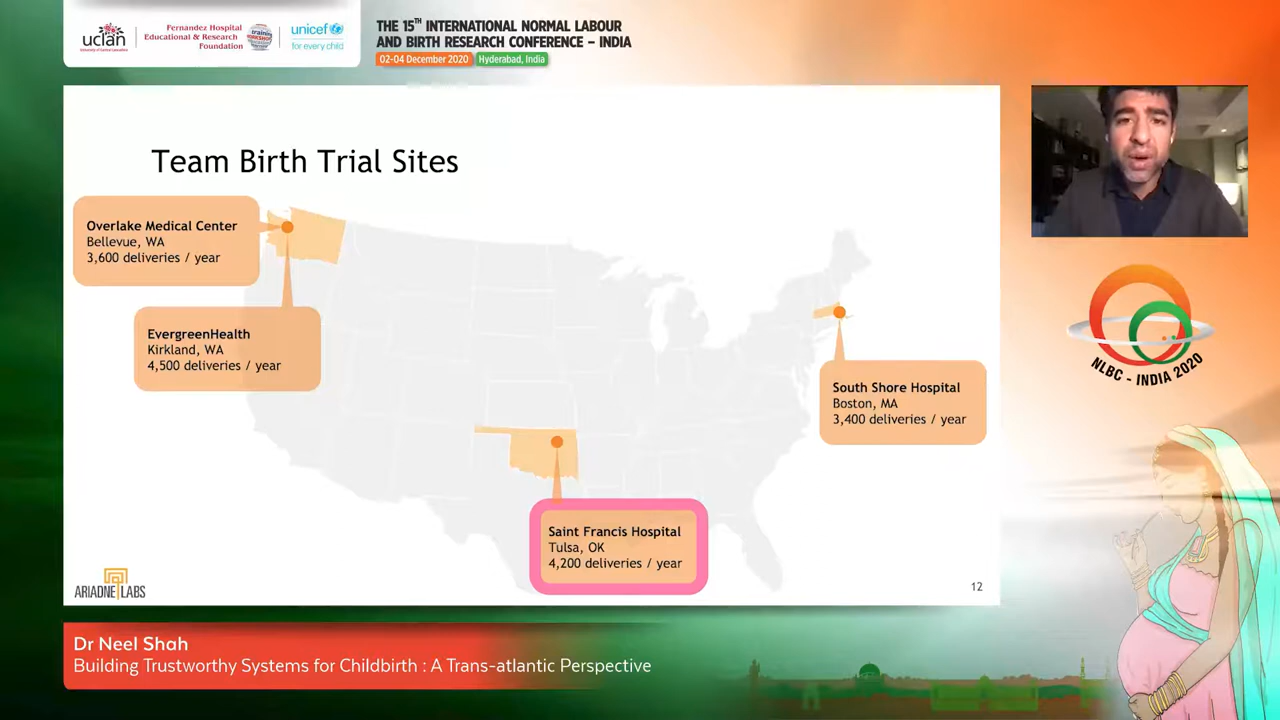 uclan
University of Central Lancashire
Fernandez Hospital
Educational & Research
Foundation
unicef
for every child
THE 15TH INTERNATIONAL NORMAL LABOUR
AND BIRTH RESEARCH CONFERENCE – INDIA
02-04 December 2020 Hyderabad, India
Team Birth Trial Sites
Overlake Medical Center
Bellevue, WA
3,600 deliveries / year
EvergreenHealth
Kirkland, WA
4,500 deliveries / year
South Shore Hospital
Boston, MA
3,400 deliveries / year
Saint Francis Hospital
Tulsa, OK
4,200 deliveries / year
ARIADNE LABS
12
NLBC - INDIA 2020
Dr Neel Shah
Building Trustworthy Systems for Childbirth : A Trans-atlantic Perspective